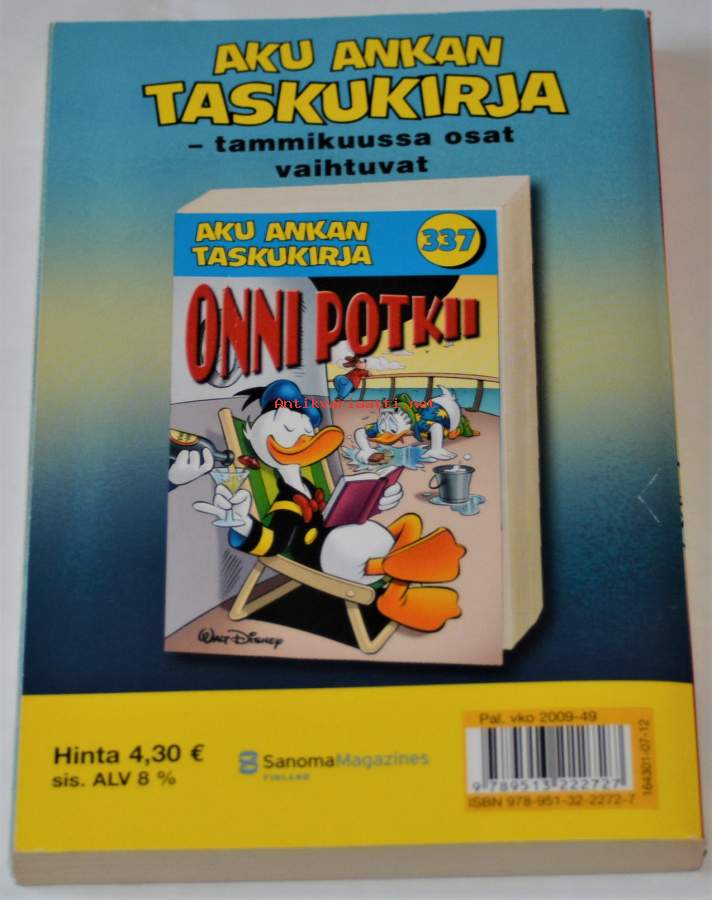 AKU ANKAN
TASKUKIRJA
– tammikuussa osat
vaihtuvat
AKU ANKAN
TASKUKIRJA
337
ONNI POTKII
Antikvariaatti.net
WALT DISNEY
Hinta 4,30 €
sis. ALV 8 %
SanomaMagazines
FINLAND
Pal. vko 2009-49
9 789513 222727
ISBN 978-951-32-2272-7
164301-07-12